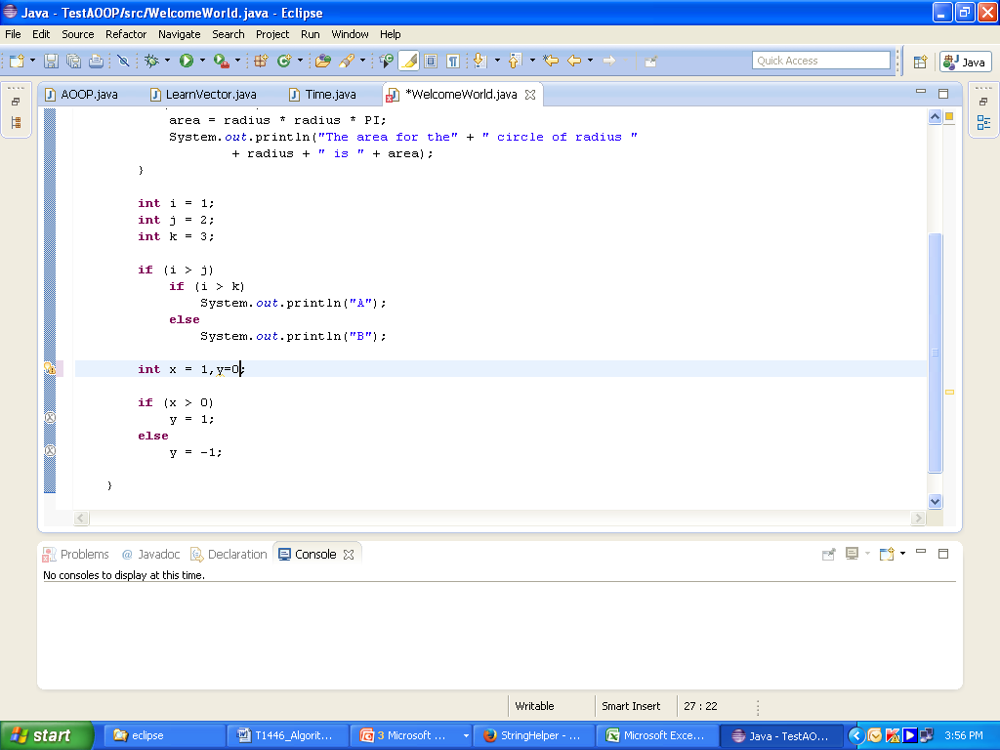 Java - TestAOOP/src/WelcomeWorld.java - Eclipse
File Edit Source Refactor Navigate Search Project Run Window Help
Quick Access
Java
AOOP.java LearnVector.java Time.java *WelcomeWorld.java
area = radius * radius * PI;
System.out.println("The area for the" + " circle of radius "
+ radius + " is " + area);
}
int i = 1;
int j = 2;
int k = 3;
if (i > j)
if (i > k)
System.out.println("A");
else
System.out.println("B");
int x = 1,y=0;
if (x > 0)
y = 1;
else
y = -1;
}
Problems @ Javadoc Declaration Console
No consoles to display at this time.
Writable Smart Insert 27 : 22
start eclipse T1446_Algorit... 3 Microsoft ... StringHelper - ... Microsoft Exce... Java - TestAO... 3:56 PM